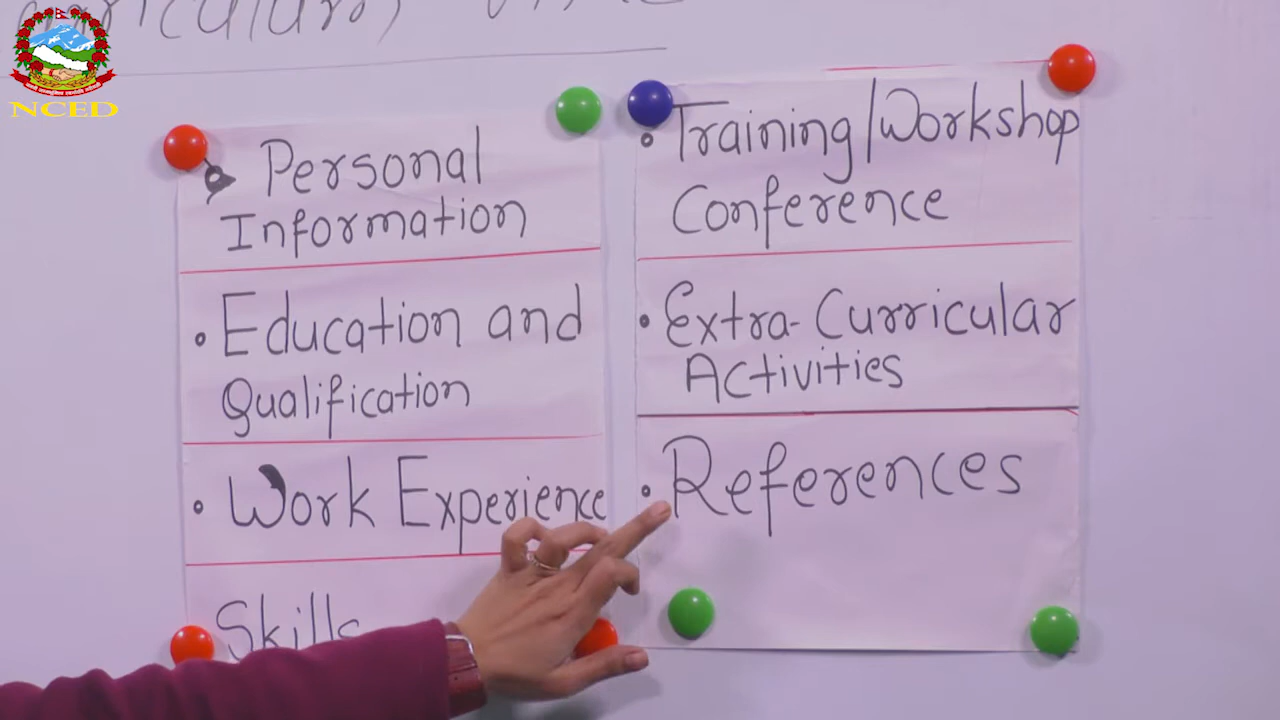 NCED
Personal
Information
Education and
Qualification
Work Experience
Skills
Training/Workshop
Conference
Extra-Curricular
Activities
References